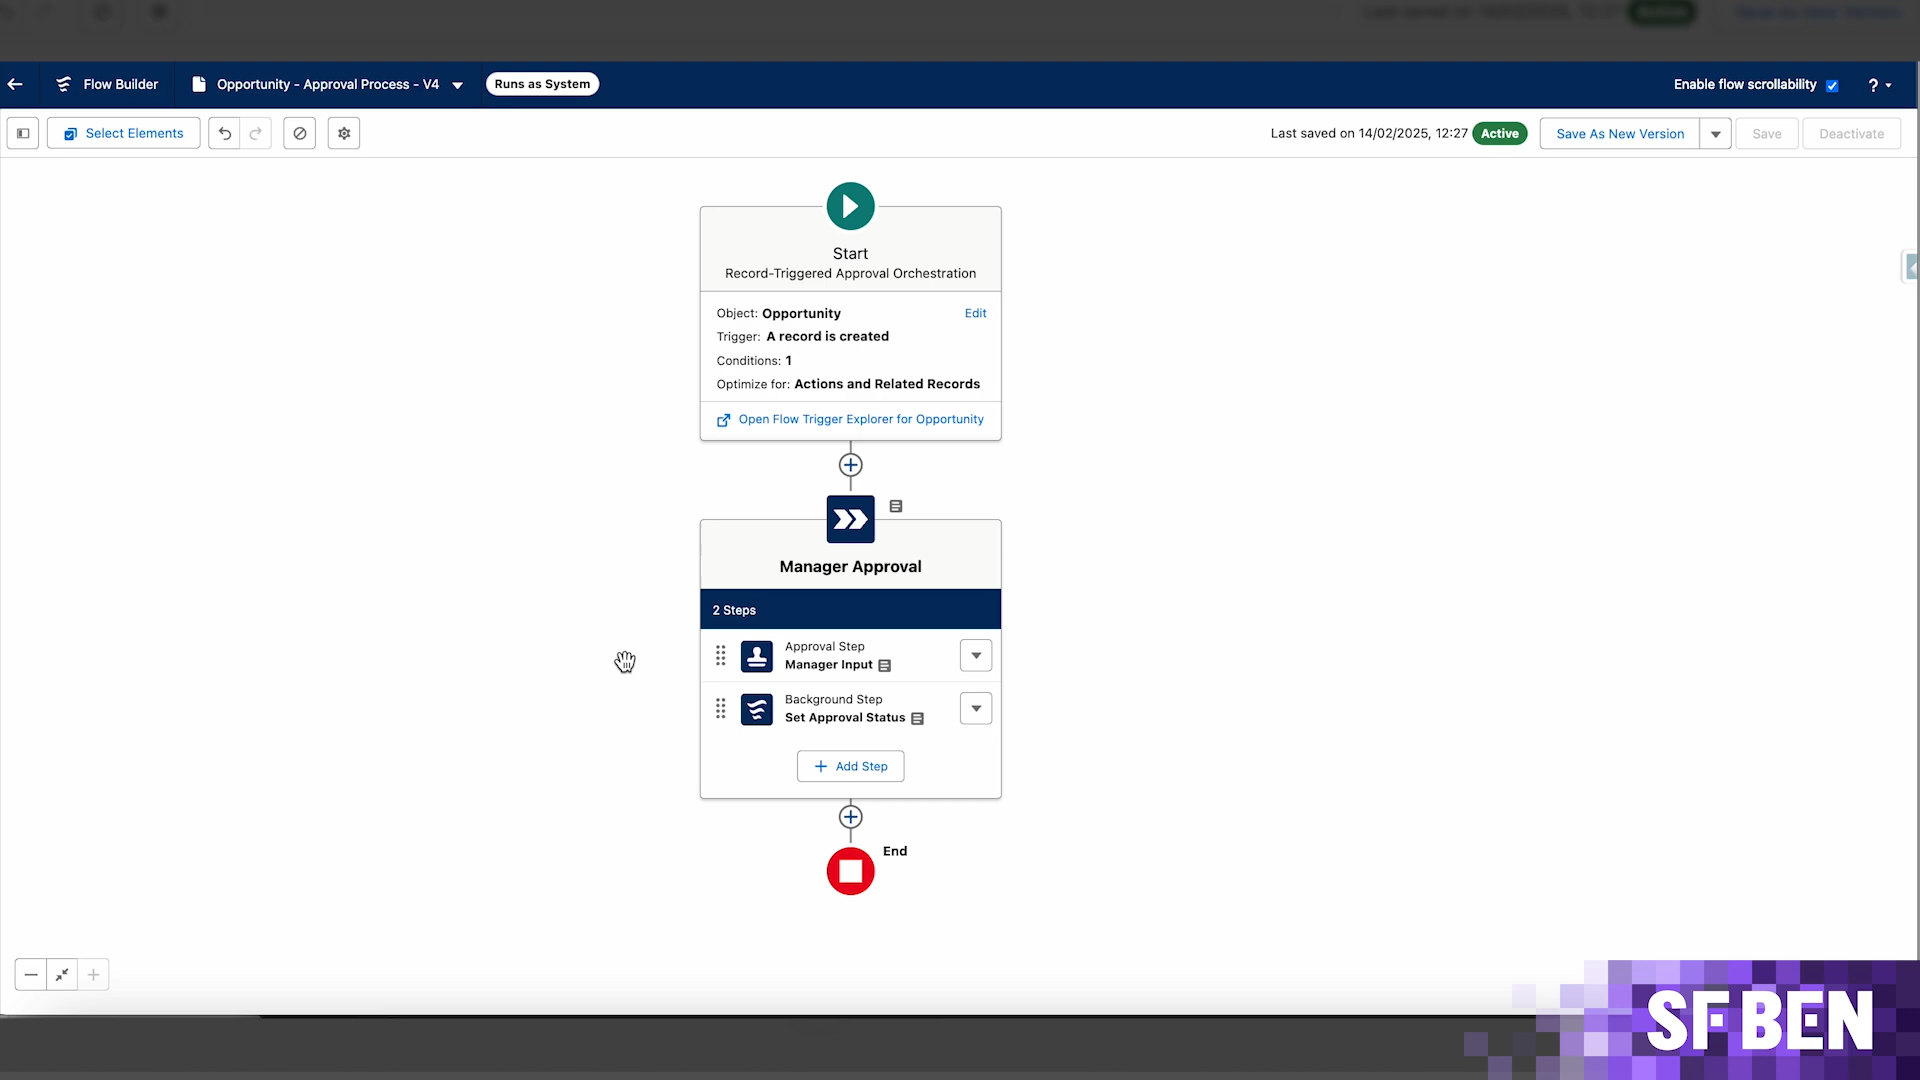 Flow Builder
Opportunity - Approval Process - V4
Runs as System
Enable flow scrollability
?
Select Elements
Last saved on 14/02/2025, 12:27
Active
Save As New Version
Save
Deactivate
Start
Record-Triggered Approval Orchestration
Object: Opportunity
Edit
Trigger: A record is created
Conditions: 1
Optimize for: Actions and Related Records
Open Flow Trigger Explorer for Opportunity
Manager Approval
2 Steps
Approval Step
Manager Input
Background Step
Set Approval Status
Add Step
End
SF BEN